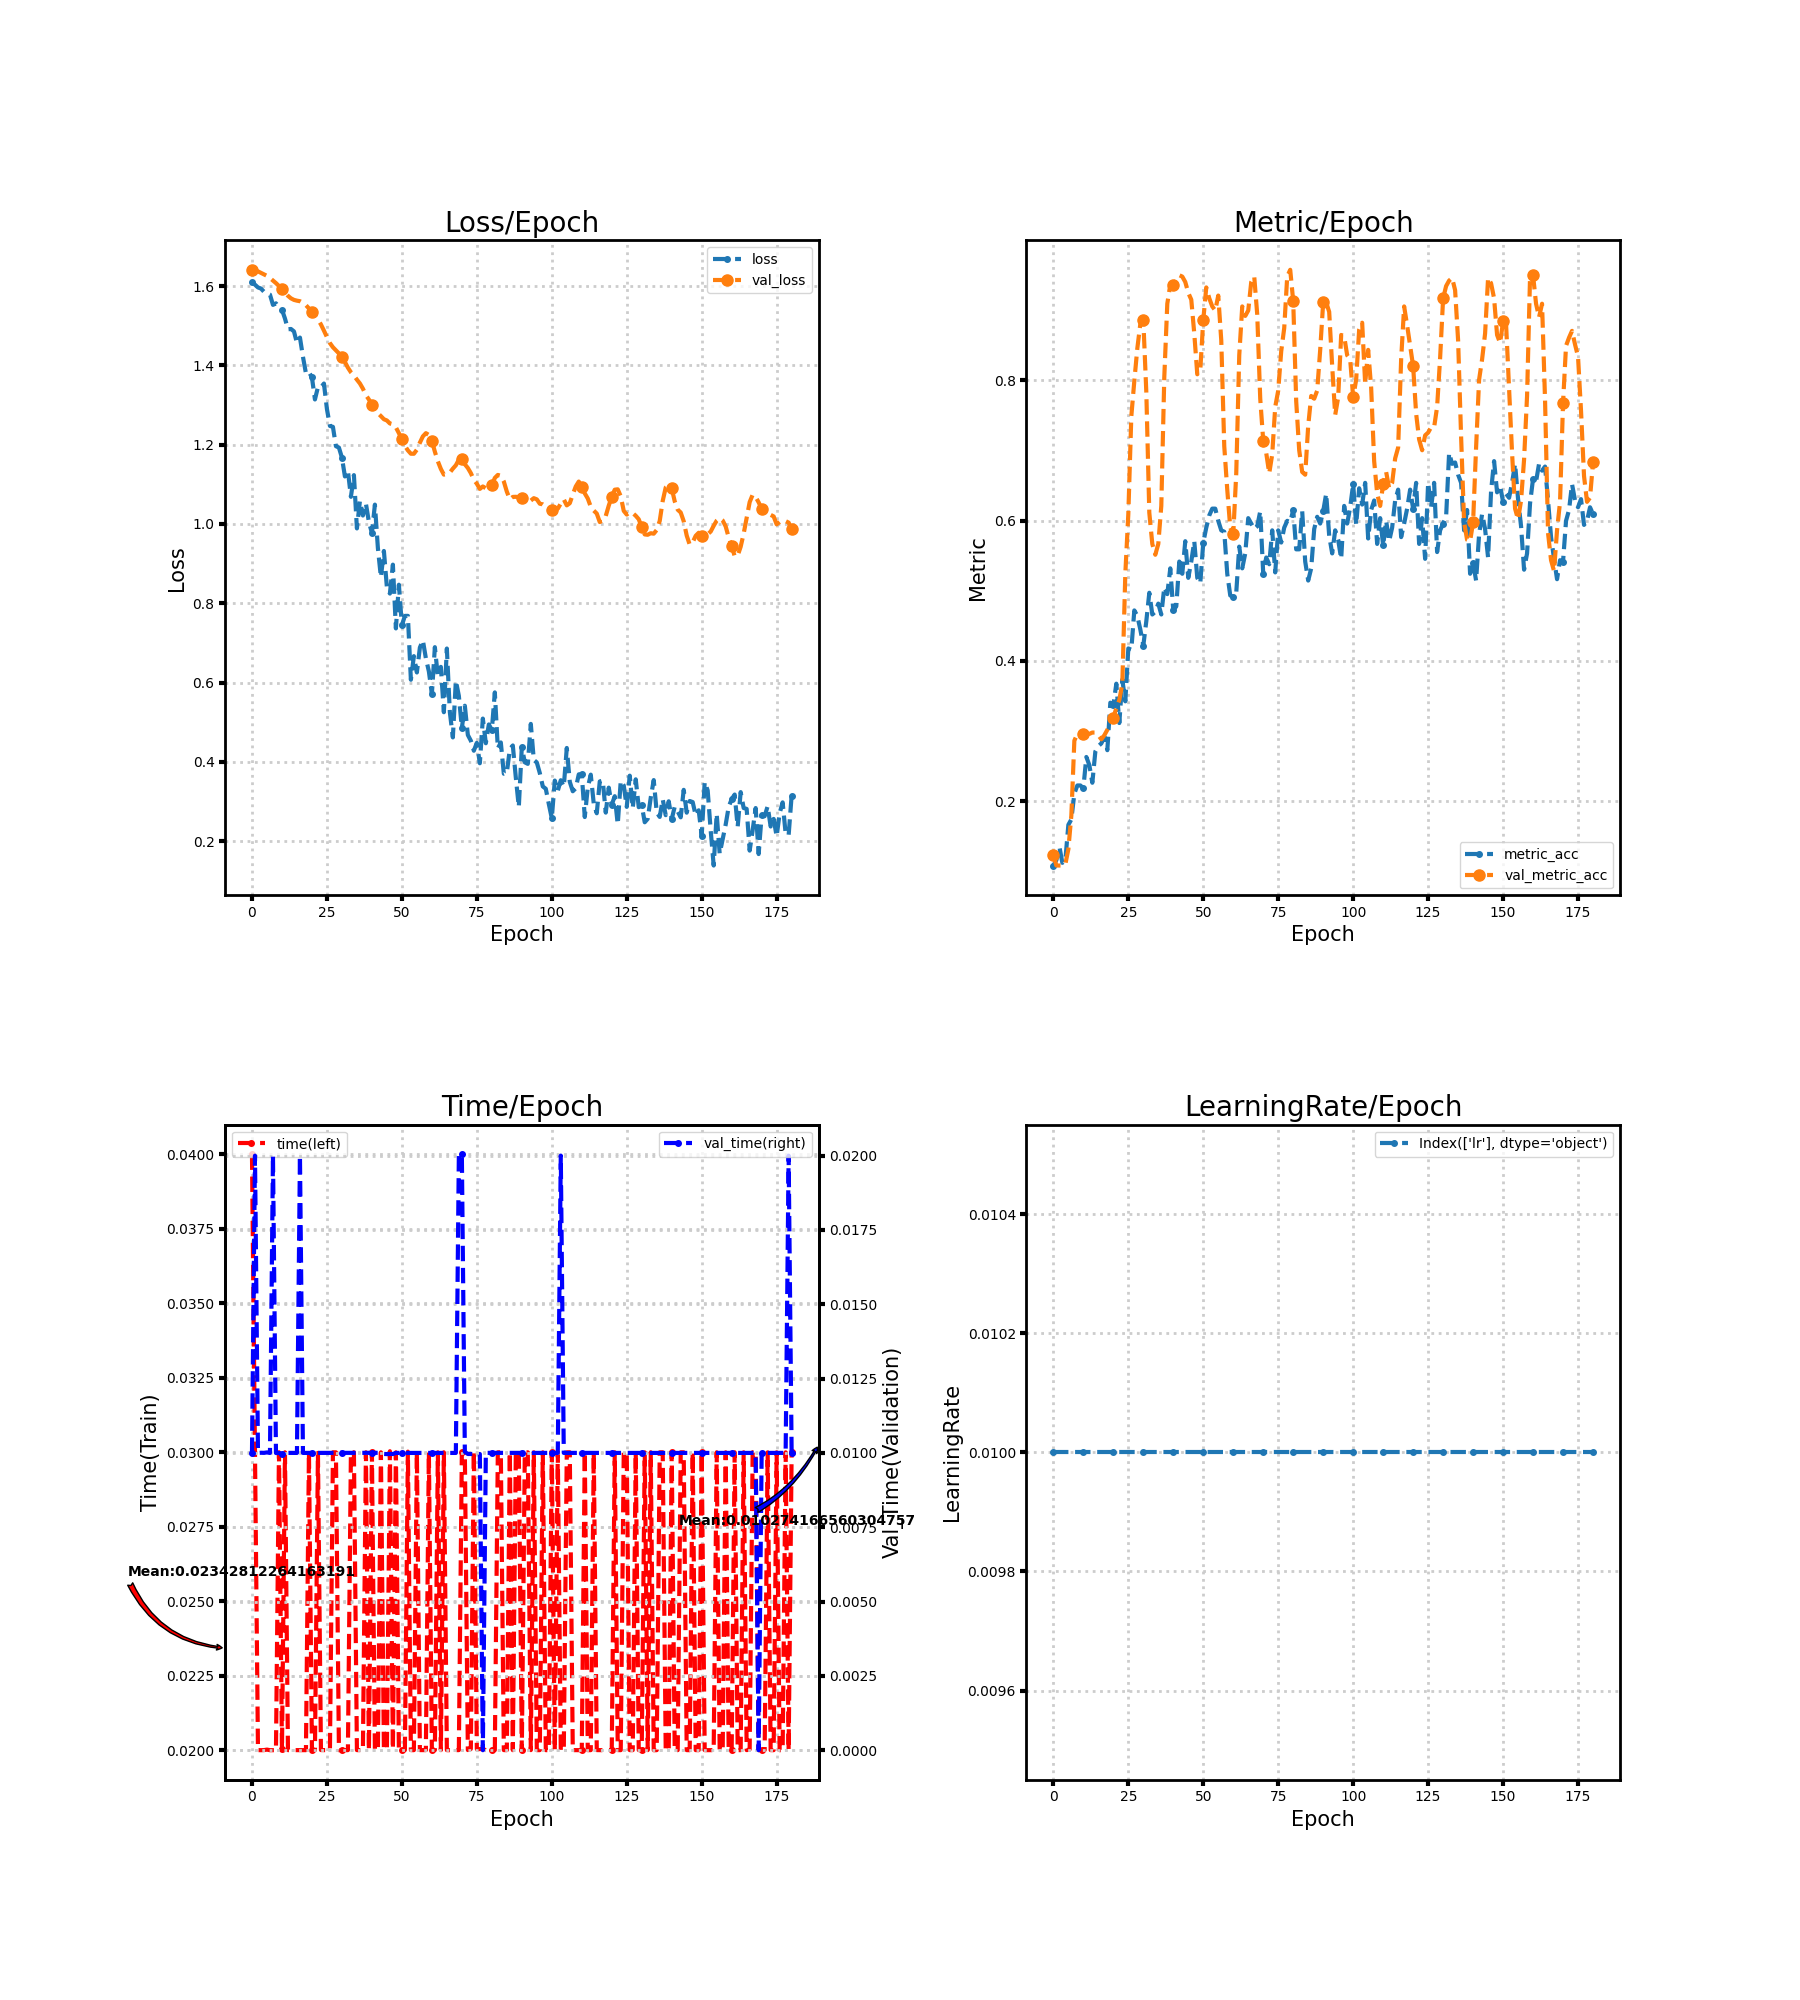 Loss/Epoch
loss
val_loss
1.6
1.4
1.2
1.0
0.8
0.6
0.4
0.2
Loss
0 25 50 75 100 125 150 175
Epoch
Metric/Epoch
0.8
0.6
0.4
0.2
Metric
metric_acc
val_metric_acc
0 25 50 75 100 125 150 175
Epoch
Time/Epoch
time(left)
val_time(right)
0.0400
0.0375
0.0350
0.0325
0.0300
0.0275
0.0250
0.0225
0.0200
Time(Train)
0.0200
0.0175
0.0150
0.0125
0.0100
0.0075
0.0050
0.0025
0.0000
Val_Time(Validation)
Mean:0.010274166560304757
Mean:0.02342812264163191
0 25 50 75 100 125 150 175
Epoch
LearningRate/Epoch
Index(['lr'], dtype='object')
0.0104
0.0102
0.0100
0.0098
0.0096
LearningRate
0 25 50 75 100 125 150 175
Epoch